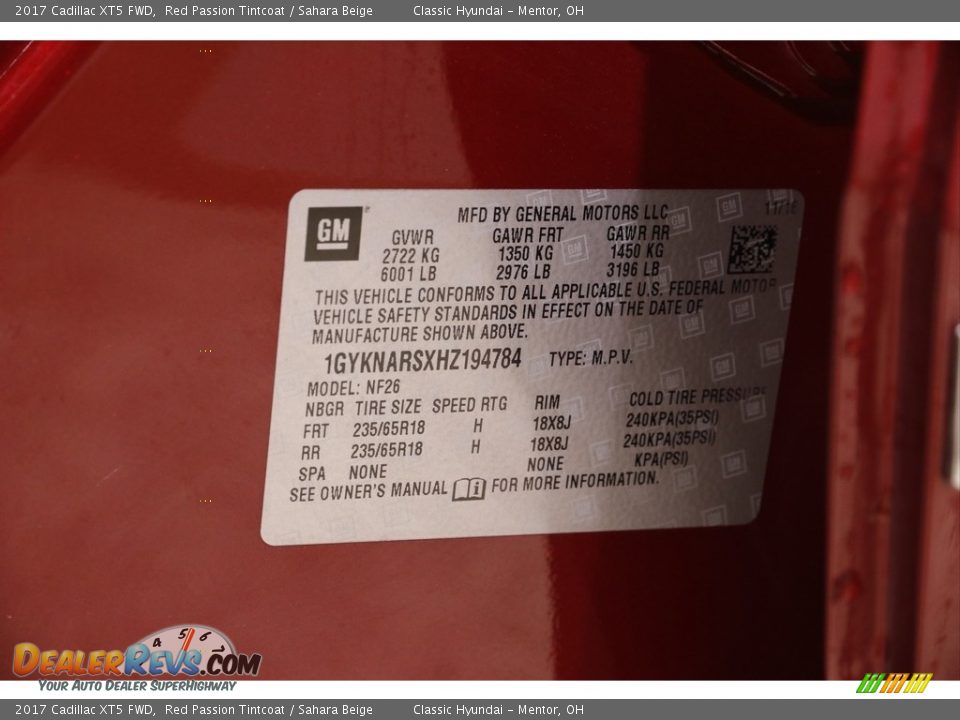 2017 Cadillac XT5 FWD, Red Passion Tintcoat / Sahara Beige Classic Hyundai - Mentor, OH
GM
MFD BY GENERAL MOTORS LLC 11/16
GVWR GAWR FRT GAWR RR
2722 KG 1350 KG 1450 KG
6001 LB 2976 LB 3196 LB
THIS VEHICLE CONFORMS TO ALL APPLICABLE U.S. FEDERAL MOTOR
VEHICLE SAFETY STANDARDS IN EFFECT ON THE DATE OF
MANUFACTURE SHOWN ABOVE.
1GYKNARSXHZ194784 TYPE: M.P.V.
MODEL: NF26
NBGR TIRE SIZE SPEED RTG RIM COLD TIRE PRESSURE
FRT 235/65R18 H 18X8J 240KPA(35PSI)
RR 235/65R18 H 18X8J 240KPA(35PSI)
SPA NONE NONE KPA(PSI)
SEE OWNER'S MANUAL i FOR MORE INFORMATION.
4 5 6
DEALERREVS.COM
YOUR AUTO DEALER SUPERHIGHWAY
2017 Cadillac XT5 FWD, Red Passion Tintcoat / Sahara Beige Classic Hyundai - Mentor, OH